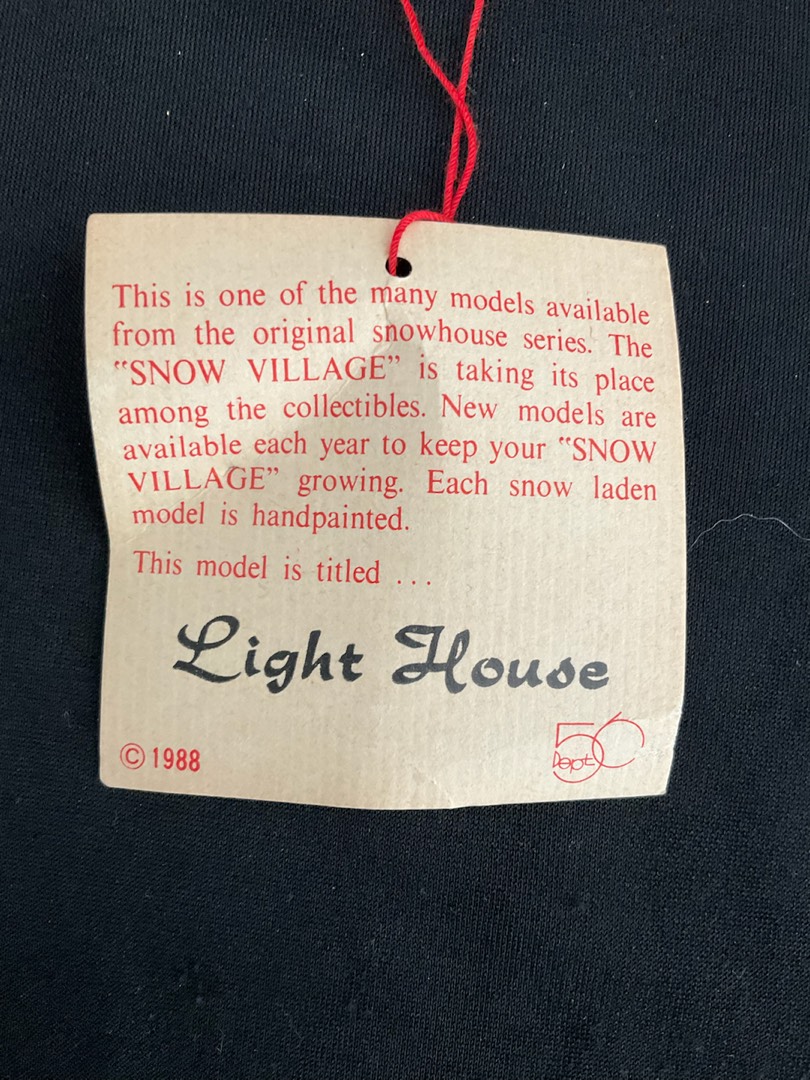 This is one of the many models available
from the original snowhouse series. The
“SNOW VILLAGE” is taking its place
among the collectibles. New models are
available each year to keep your “SNOW
VILLAGE” growing. Each snow laden
model is handpainted.
This model is titled ...
Light House
© 1988
Dept 56